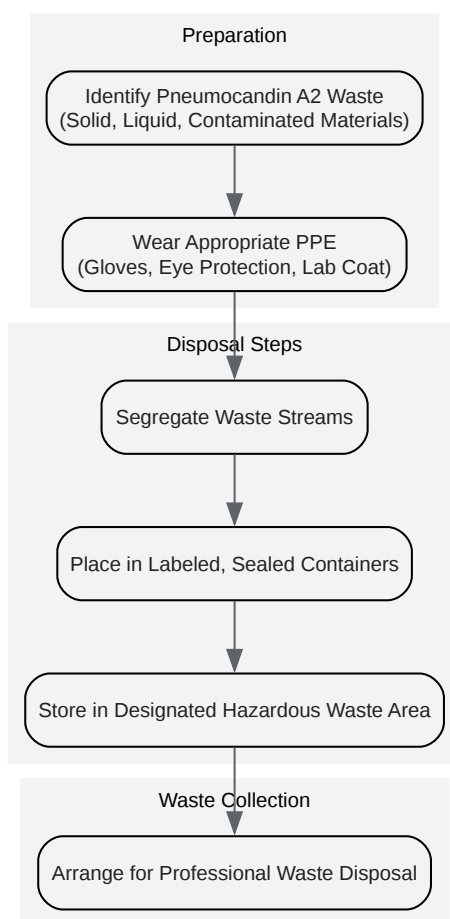 Preparation
Identify Pneumocandin A2 Waste
(Solid, Liquid, Contaminated Materials)
Wear Appropriate PPE
(Gloves, Eye Protection, Lab Coat)
Disposal Steps
Segregate Waste Streams
Place in Labeled, Sealed Containers
Store in Designated Hazardous Waste Area
Waste Collection
Arrange for Professional Waste Disposal